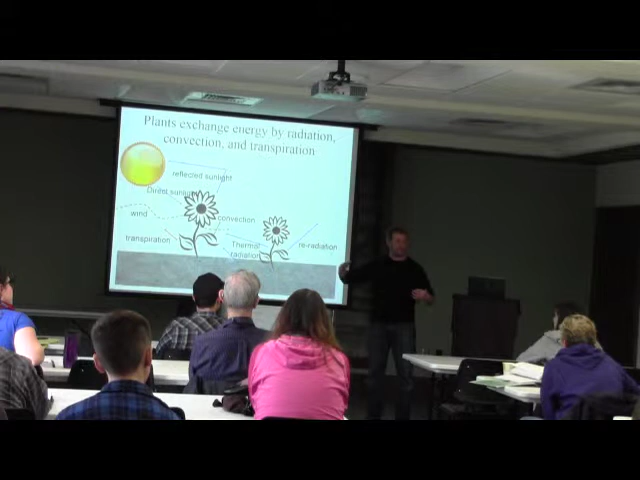 Plants exchange energy by radiation,
convection, and transpiration
reflected sunlight
Direct sunlight
wind
convection
transpiration
Thermal
radiation
re-radiation